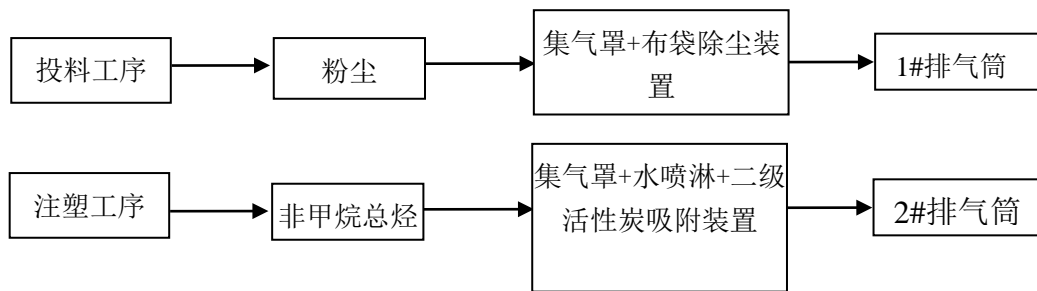 投料工序
粉尘
集气罩+布袋除尘装
置
1#排气筒
注塑工序
非甲烷总烃
集气罩+水喷淋+二级
活性炭吸附装置
2#排气筒